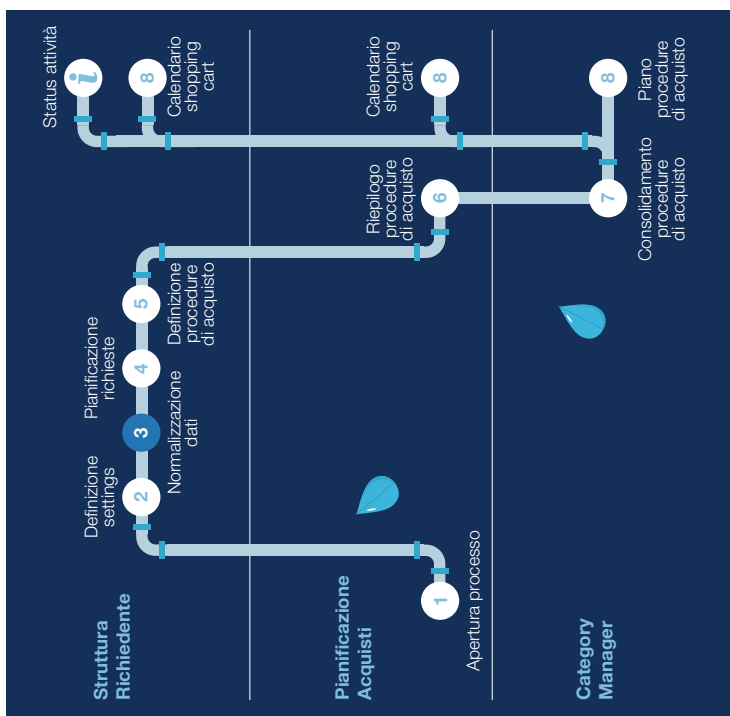 Struttura
Richiedente
2
Definizione
settings
3
Normalizzazione
dati
4
Pianificazione
richieste
5
Definizione
procedure
di acquisto
8
Calendario
shopping
cart
i
Status attività
Pianificazione
Acquisti
1
Apertura processo
6
Riepilogo
procedure
di acquisto
8
Calendario
shopping
cart
Category
Manager
7
Consolidamento
procedure
di acquisto
8
Piano
procedure
di acquisto